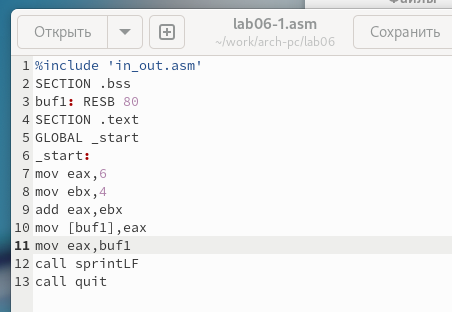 Файлы
Открыть
lab06-1.asm
~/work/arch-pc/lab06
Сохранить
1 %include 'in_out.asm'
2 SECTION .bss
3 buf1: RESB 80
4 SECTION .text
5 GLOBAL _start
6 _start:
7 mov eax,6
8 mov ebx,4
9 add eax,ebx
10 mov [buf1],eax
11 mov eax,buf1
12 call sprintLF
13 call quit